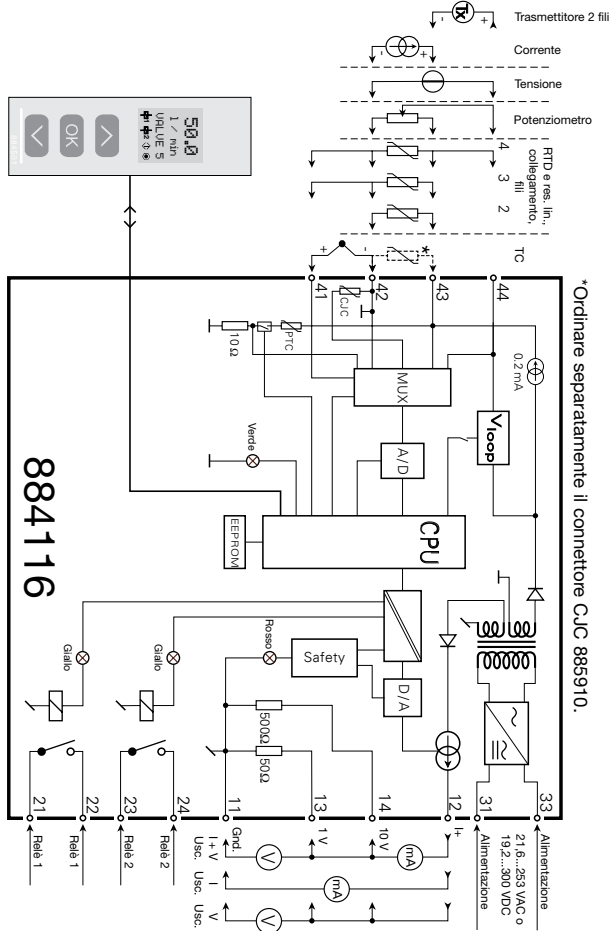 Trasmettitore 2 fili
Tx
-
+
Corrente
-
+
Tensione
Potenziometro
RTD e res. lin.,
collegamento,
fili
4
3
2
TC
+
-
*
*Ordinare separatamente il connettore CJC 885910.
50.0
l / min
VALVE 5
OK
41
42
43
44
CJC
PTC
10 Ω
0.2 mA
MUX
Vloop
A/D
Verde
CPU
EEPROM
884116
Rosso
Giallo
Giallo
Safety
D/A
500Ω
50Ω
21
22
23
24
11
13
14
12
31
33
Relè 1
Relè 1
Relè 2
Relè 2
Gnd.
1 V
10 V
I+
Alimentazione
Alimentazione
21,6...253 VAC o
19,2...300 VDC
I + V
Usc.
V
mA
I
Usc.
mA
V
Usc.
V